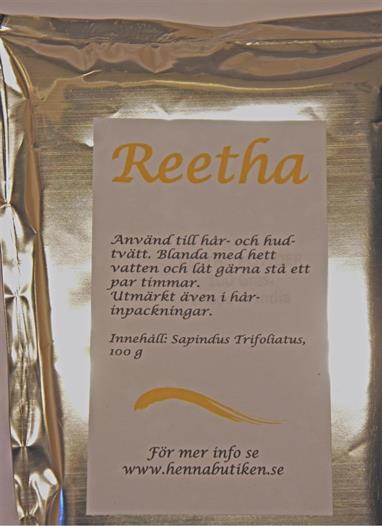 Reetha
Använd till hår- och hud-
tvätt. Blanda med hett
vatten och låt gärna stå ett
par timmar.
Utmärkt även i hår-
inpackningar.
Innehåll: Sapindus Trifoliatus,
100 g
För mer info se
www.hennabutiken.se